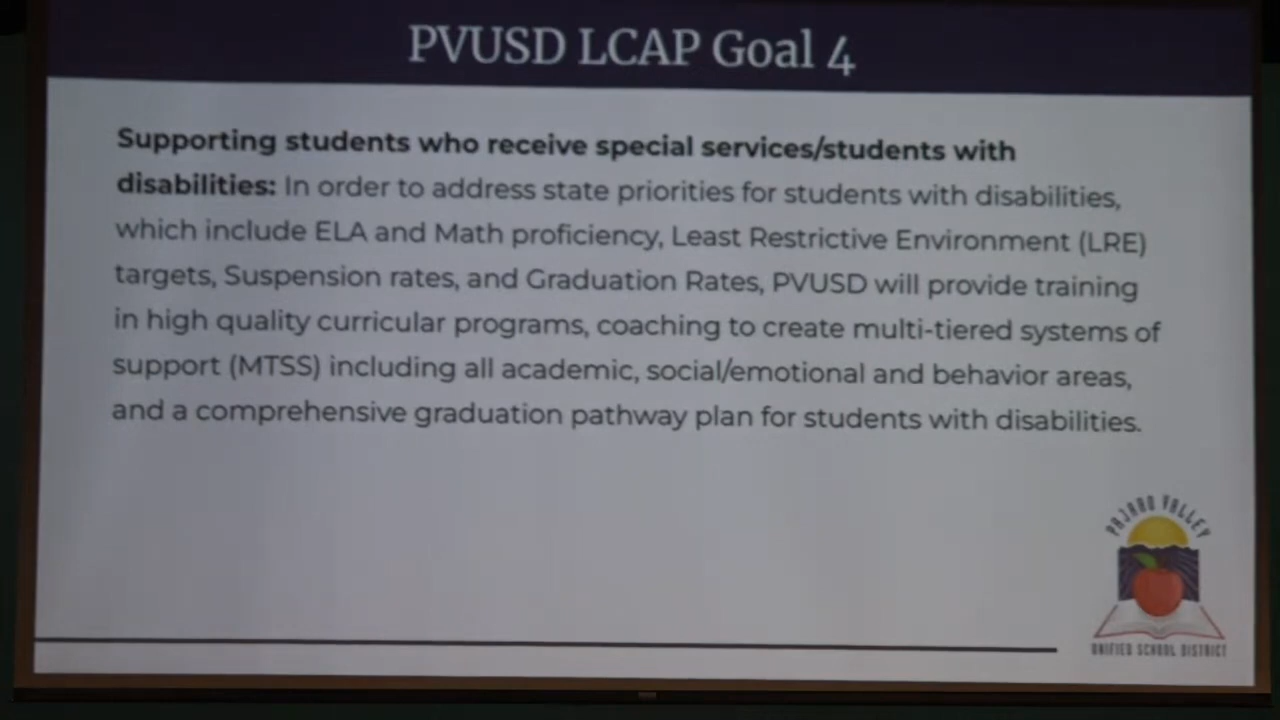 PVUSD LCAP Goal 4
Supporting students who receive special services/students with
disabilities: In order to address state priorities for students with disabilities,
which include ELA and Math proficiency, Least Restrictive Environment (LRE)
targets, Suspension rates, and Graduation Rates, PVUSD will provide training
in high quality curricular programs, coaching to create multi-tiered systems of
support (MTSS) including all academic, social/emotional and behavior areas,
and a comprehensive graduation pathway plan for students with disabilities.
PAJARO VALLEY
UNIFIED SCHOOL DISTRICT